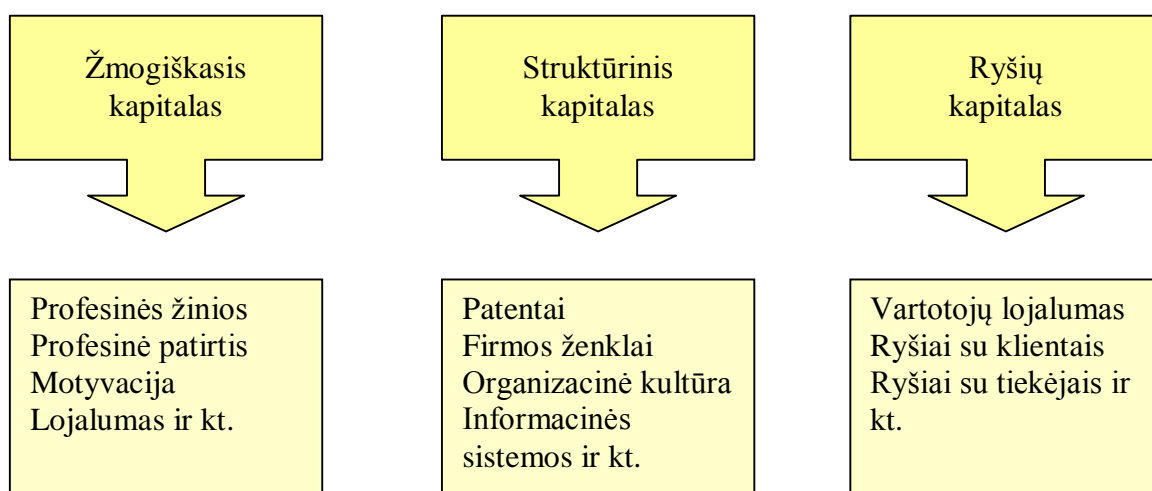 Žmogiškasis
kapitalas
Struktūrinis
kapitalas
Ryšių
kapitalas
Profesinės žinios
Profesinė patirtis
Motyvacija
Lojalumas ir kt.
Patentai
Firmos ženklai
Organizacinė kultūra
Informacinės
sistemos ir kt.
Vartotojų lojalumas
Ryšiai su klientais
Ryšiai su tiekėjais ir
kt.